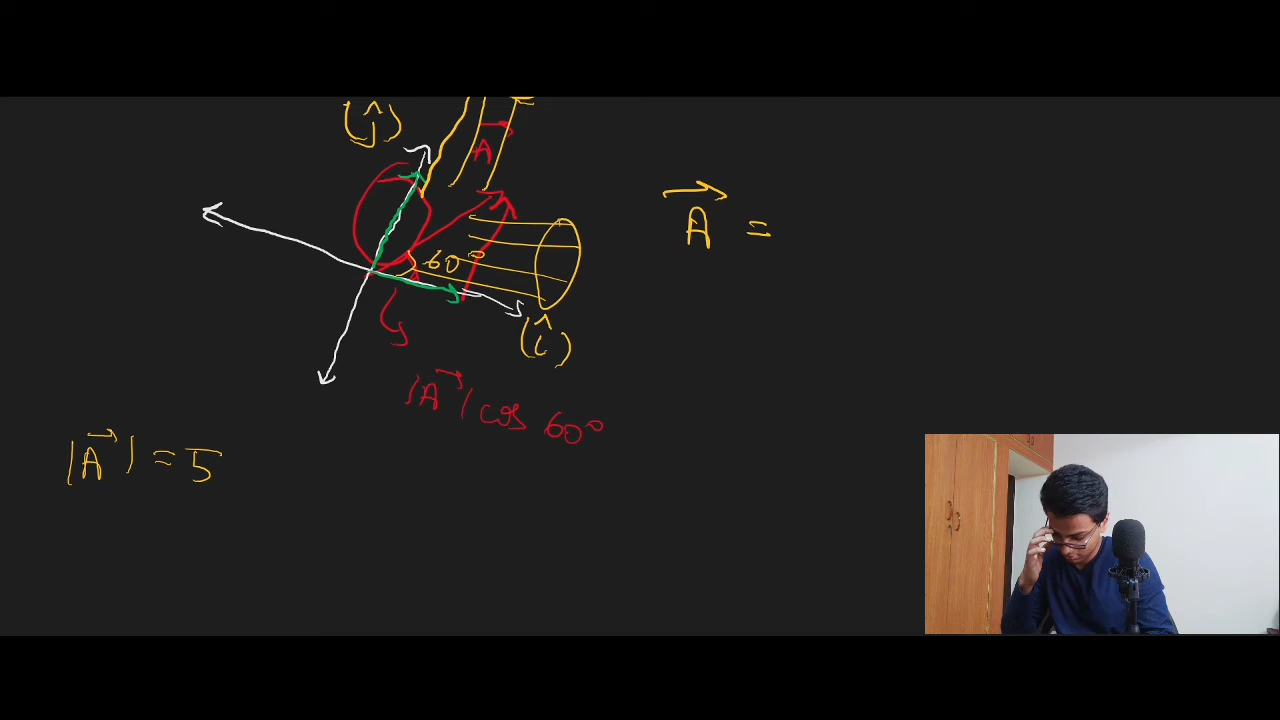 (ĵ)
A⃗
A⃗ =
60°
(î)
|A⃗| cos 60°
|A⃗| = 5